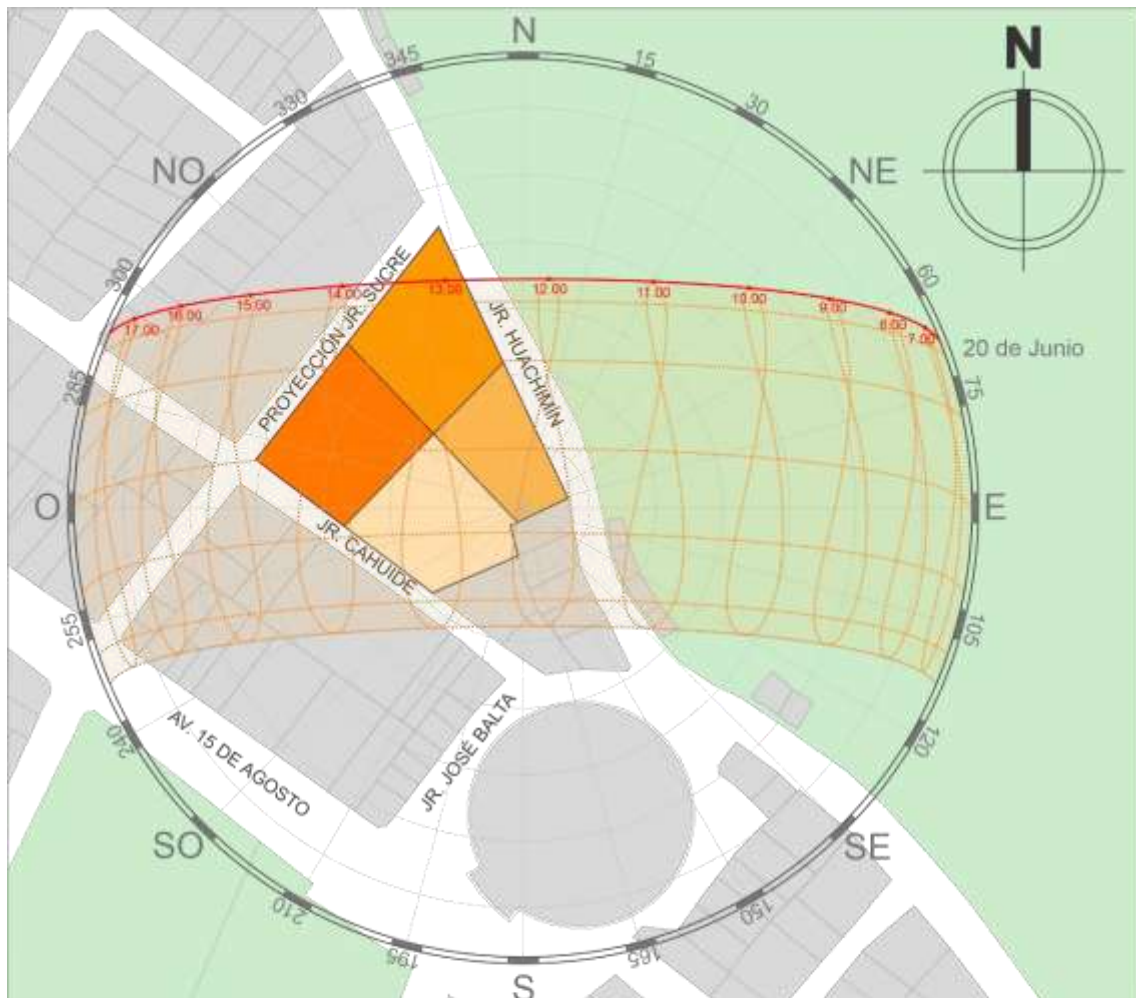 N
N
345
15
330
30
NO
NE
300
60
PROYECCIÓN JR. SUCRE
17.00
16.00
15.00
14.00
13.00
12.00
11.00
10.00
9.00
8.00
7.00
JR. HUACHIMÍN
20 de Junio
285
75
O
E
JR. CAHUIDE
255
105
240
120
AV. 15 DE AGOSTO
JR. JOSÉ BALTA
SO
SE
210
150
195
165
S